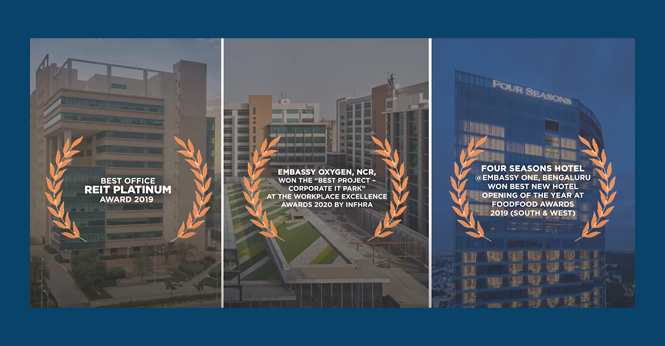 BEST OFFICE
REIT PLATINUM
AWARD 2019
EMBASSY OXYGEN, NCR,
WON THE "BEST PROJECT –
CORPORATE IT PARK"
AT THE WORKPLACE EXCELLENCE
AWARDS 2020 BY INFHRA
FOUR SEASONS
FOUR SEASONS HOTEL
@EMBASSY ONE, BENGALURU
WON BEST NEW HOTEL
OPENING OF THE YEAR AT
FOODFOOD AWARDS
2019 (SOUTH & WEST)